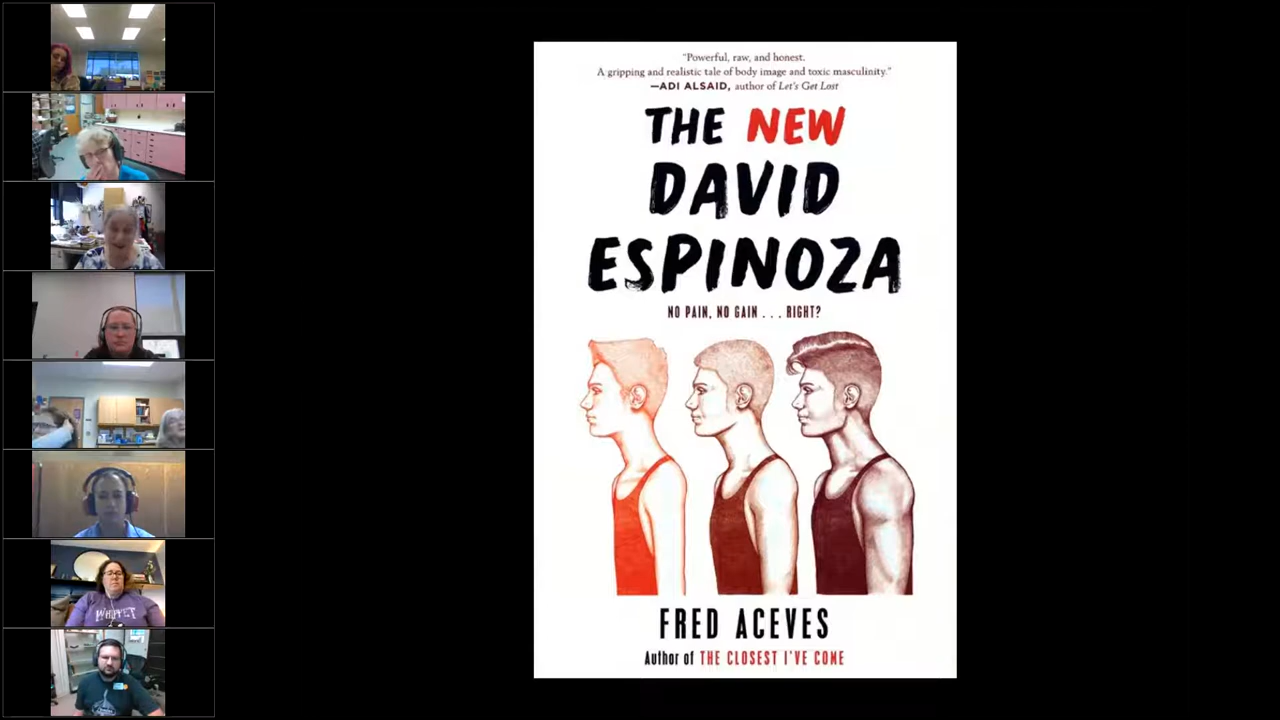 "Powerful, raw, and honest.
A gripping and realistic tale of body image and toxic masculinity."
—ADI ALSAID, author of Let's Get Lost
THE NEW
DAVID
ESPINOZA
NO PAIN, NO GAIN . . . RIGHT?
FRED ACEVES
Author of THE CLOSEST I'VE COME
WHIPPET